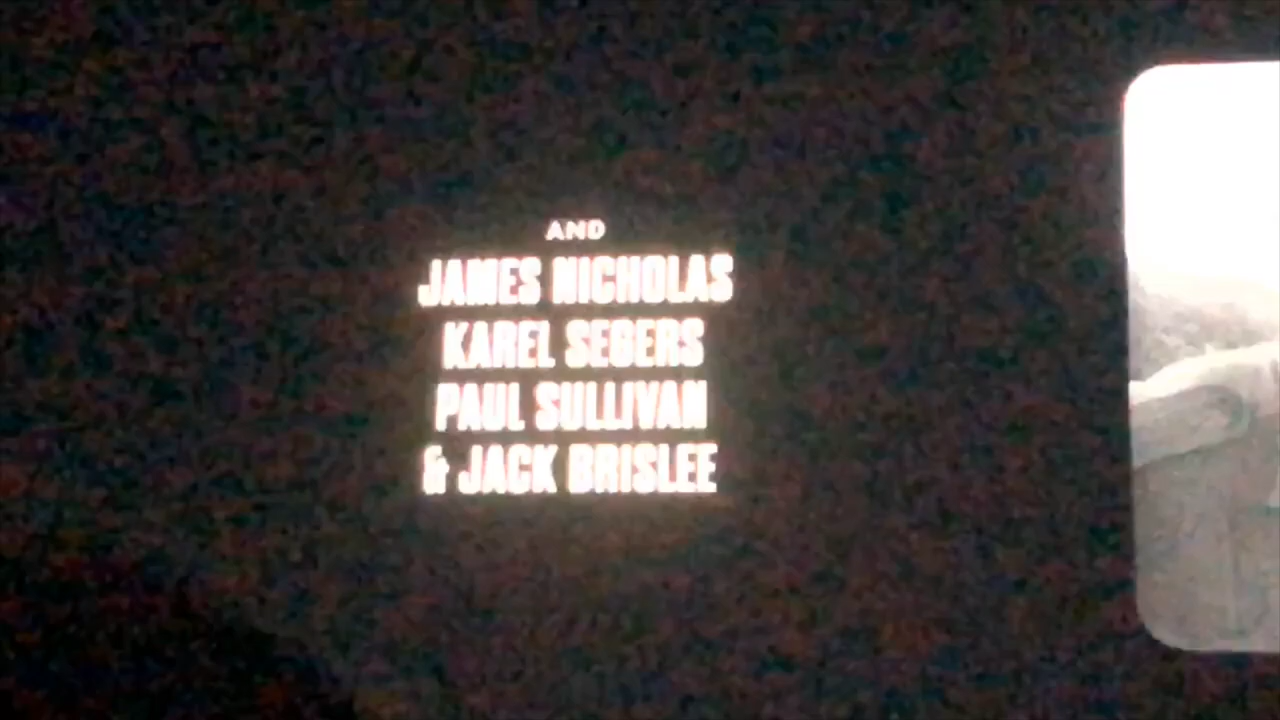 AND
JAMES NICHOLAS
KAREL SEGERS
PAUL SULLIVAN
& JACK BRISLEE